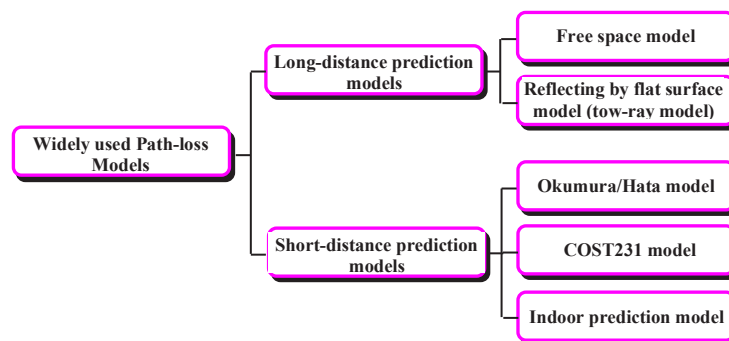 Widely used Path-loss
Models
Long-distance prediction
models
Free space model
Reflecting by flat surface
model (tow-ray model)
Short-distance prediction
models
Okumura/Hata model
COST231 model
Indoor prediction model